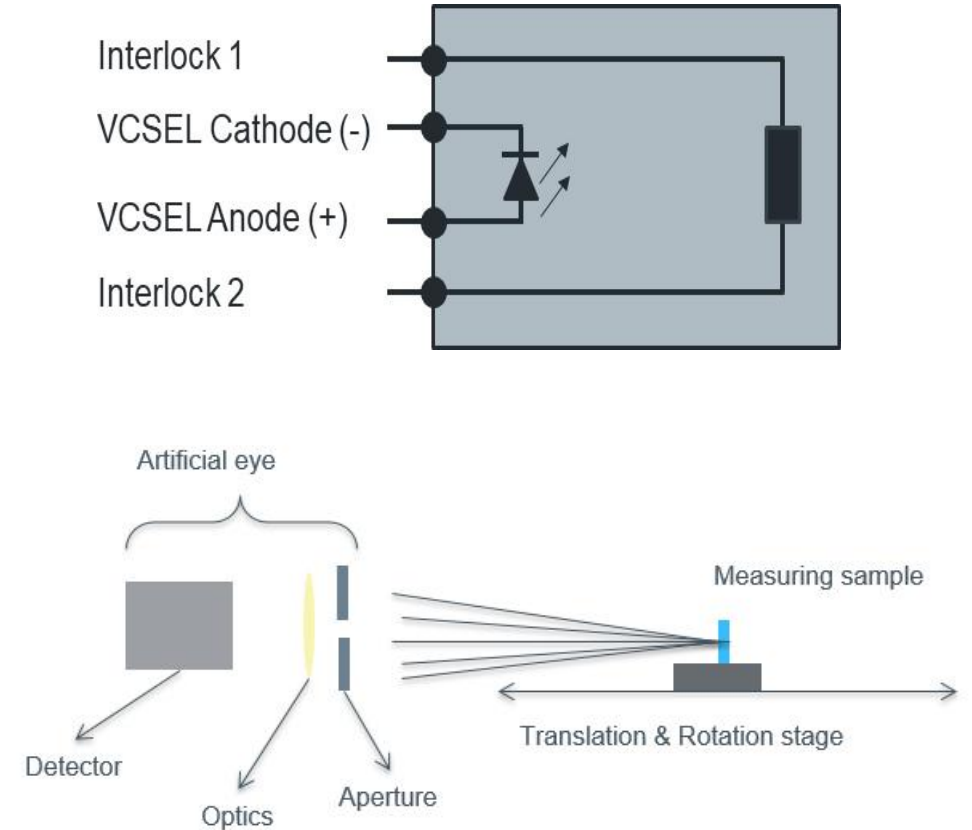 Interlock 1
VCSEL Cathode (-)
VCSEL Anode (+)
Interlock 2
Artificial eye
Measuring sample
Translation & Rotation stage
Detector
Aperture
Optics